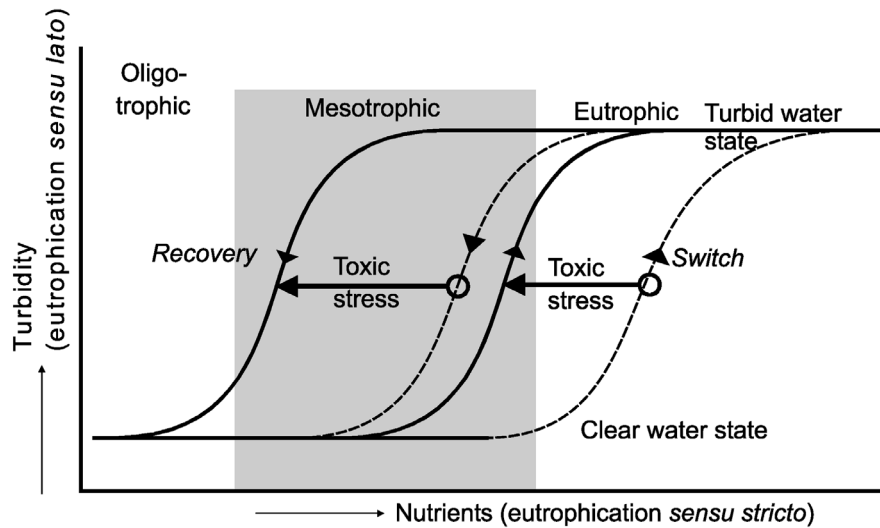 Oligo-
trophic
Mesotrophic
Eutrophic
Turbid water
state
Recovery
Toxic
stress
Toxic
stress
Switch
Clear water state
Turbidity
(eutrophication sensu lato)
Nutrients (eutrophication sensu stricto)